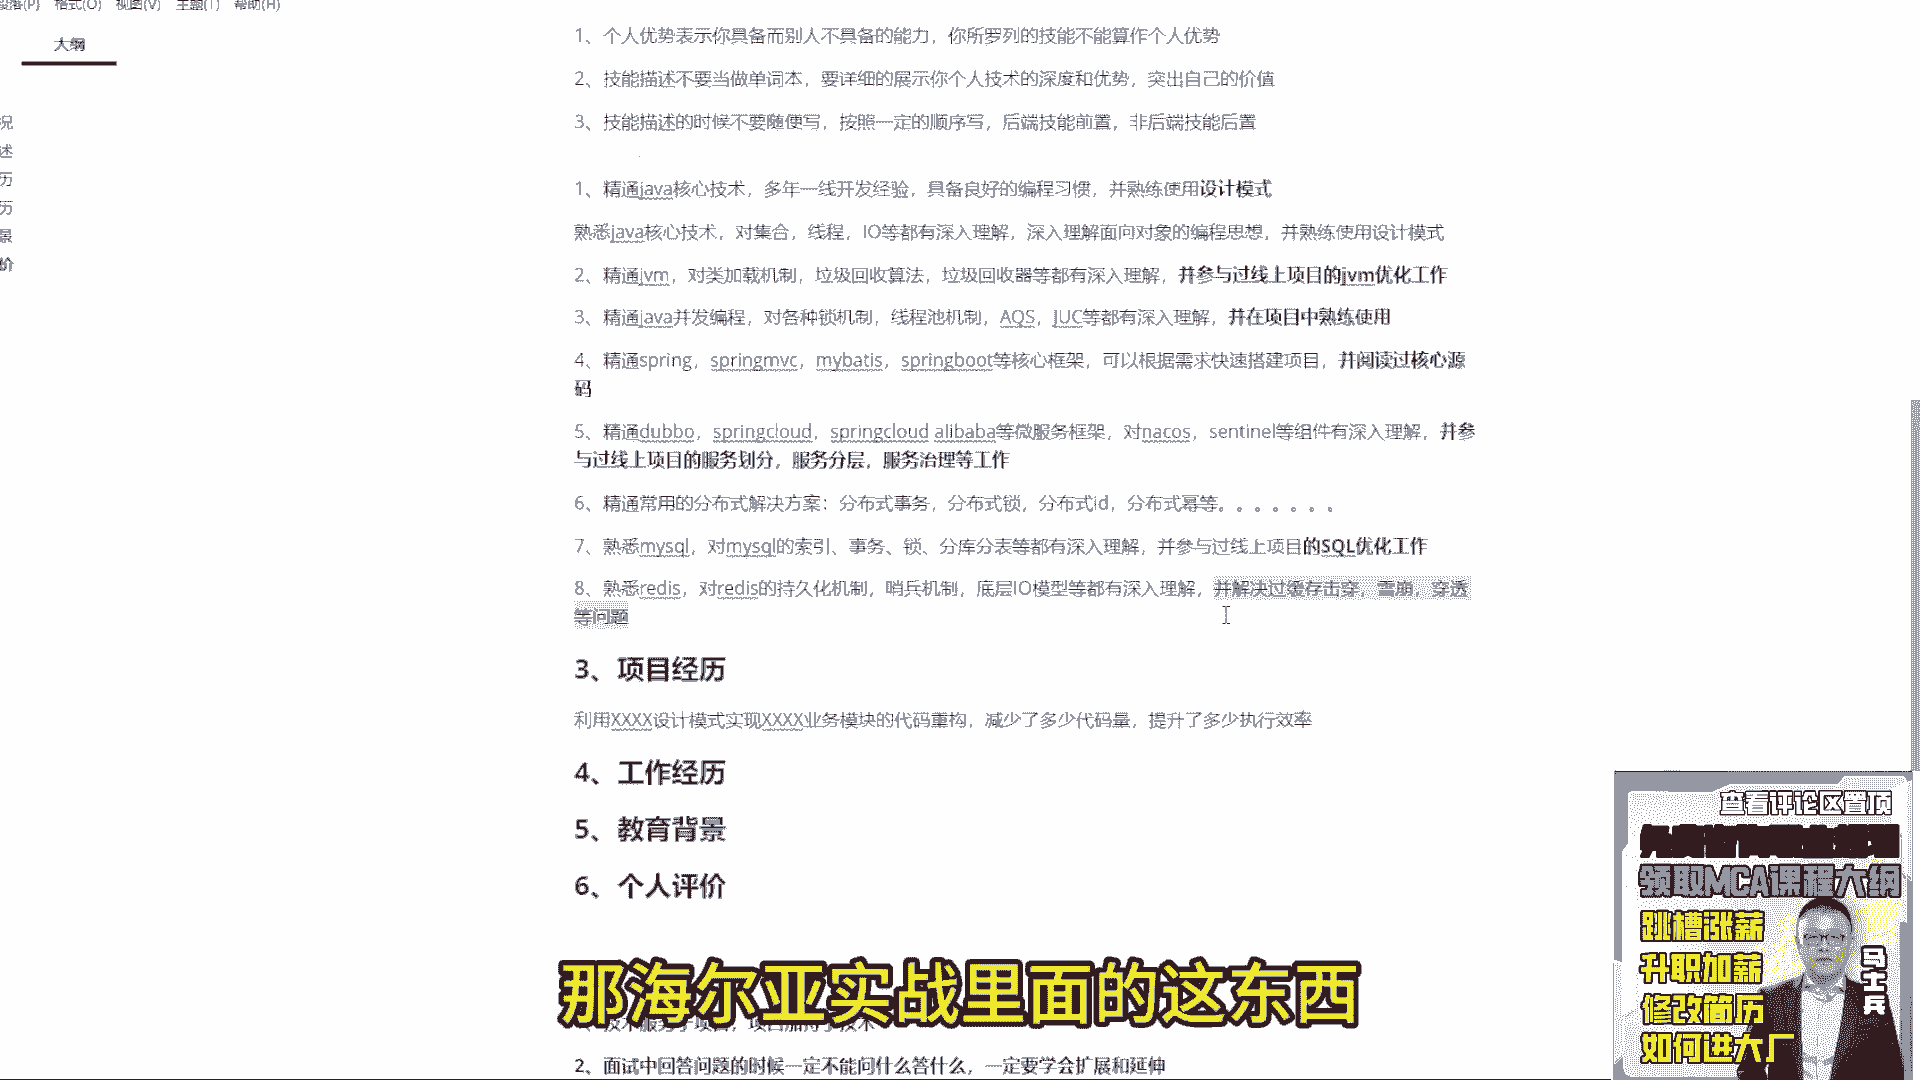 段落(P) 格式(O) 视图(V) 主题(T) 帮助(H)
大纲
况
述
历
历
景
价
1、个人优势表示你具备而别人不具备的能力，你所罗列的技能不能算作个人优势
2、技能描述不要当做单词本，要详细的展示你个人技术的深度和优势，突出自己的价值
3、技能描述的时候不要随便写，按照一定的顺序写，后端技能前置，非后端技能后置
1、精通java核心技术，多年一线开发经验，具备良好的编程习惯，并熟练使用设计模式
熟悉java核心技术，对集合，线程，IO等都有深入理解，深入理解面向对象的编程思想，并熟练使用设计模式
2、精通jvm，对类加载机制，垃圾回收算法，垃圾回收器等都有深入理解，并参与过线上项目的jvm优化工作
3、精通java并发编程，对各种锁机制，线程池机制，AQS，JUC等都有深入理解，并在项目中熟练使用
4、精通spring，springmvc，mybatis，springboot等核心框架，可以根据需求快速搭建项目，并阅读过核心源
码
5、精通dubbo，springcloud，springcloud alibaba等微服务框架，对nacos，sentinel等组件有深入理解，并参
与过线上项目的服务划分，服务分层，服务治理等工作
6、精通常用的分布式解决方案：分布式事务，分布式锁，分布式id，分布式幂等。。。。。。。
7、熟悉mysql，对mysql的索引、事务、锁、分库分表等都有深入理解，并参与过线上项目的SQL优化工作
8、熟悉redis，对redis的持久化机制，哨兵机制，底层IO模型等都有深入理解，并解决过缓存击穿，雪崩，穿透
等问题
3、项目经历
利用XXXX设计模式实现XXXX业务模块的代码重构，减少了多少代码量，提升了多少执行效率
4、工作经历
5、教育背景
6、个人评价
技术服务于项目，项目加持于技术
2、面试中回答问题的时候一定不能问什么答什么，一定要学会扩展和延伸
那海尔亚实战里面的这东西
查看评论区置顶
领取MCA课程大纲
跳槽涨薪
升职加薪
修改简历
如何进大厂
马士兵